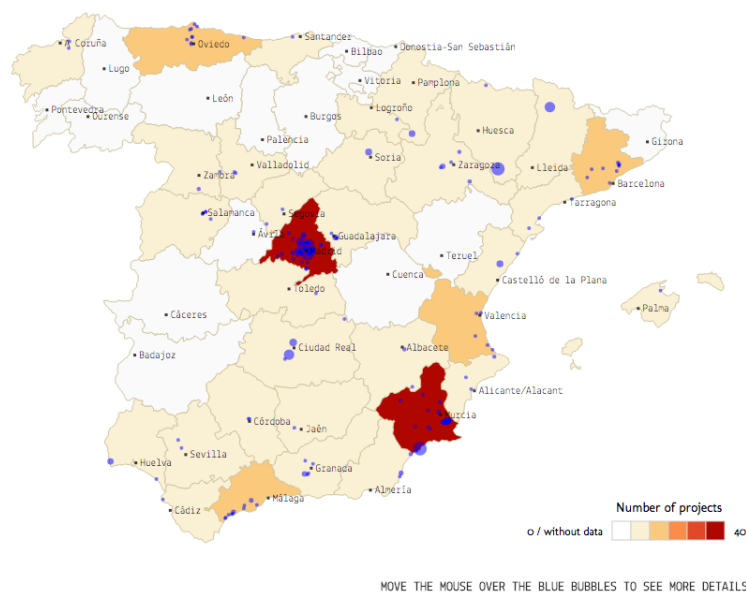 Santander
A Coruña
Oviedo
Donostia-San Sebastián
Bilbao
Lugo
Vitoria
Pamplona
León
Pontevedra
Ourense
Burgos
Logroño
Huesca
Palencia
Girona
Soria
Valladolid
Zaragoza
Lleida
Zamora
Barcelona
Tarragona
Salamanca
Segovia
Ávila
Guadalajara
Madrid
Teruel
Cuenca
Castelló de la Plana
Toledo
Palma
Cáceres
Valencia
Ciudad Real
Albacete
Badajoz
Alicante/Alacant
Murcia
Córdoba
Jaén
Sevilla
Huelva
Granada
Almería
Málaga
Cádiz
Number of projects
0 / without data
40
MOVE THE MOUSE OVER THE BLUE BUBBLES TO SEE MORE DETAILS